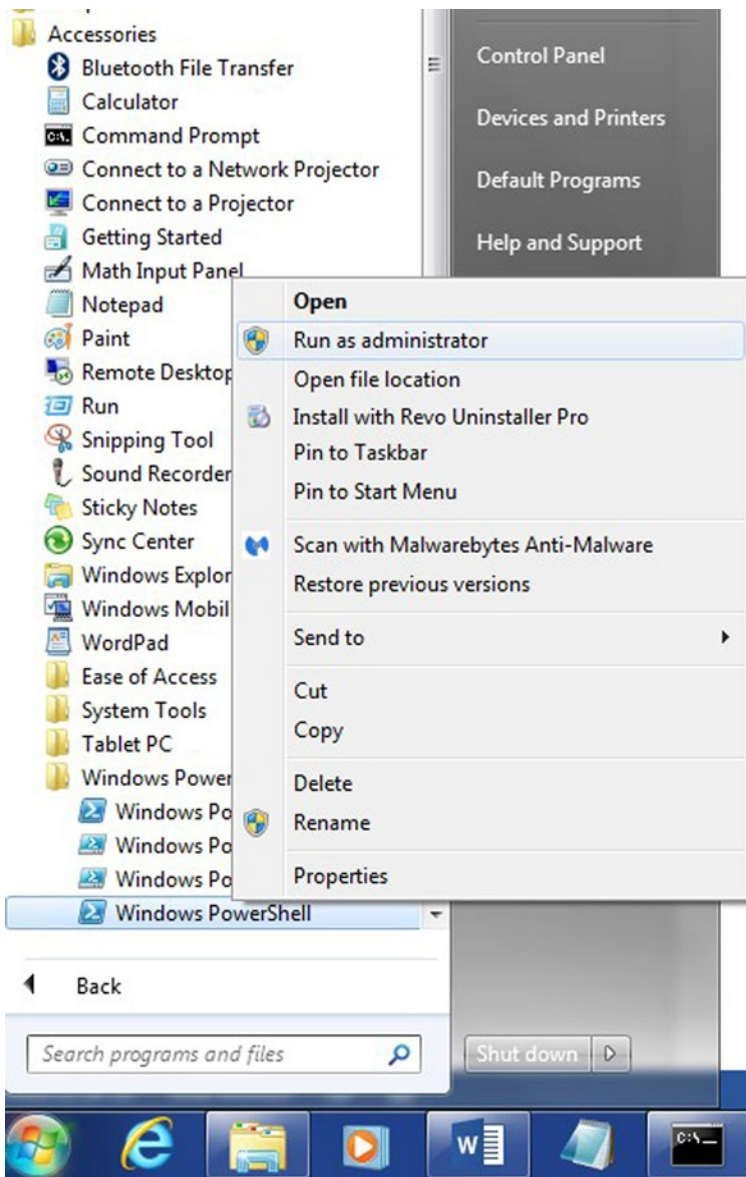 Accessories
Bluetooth File Transfer
Calculator
Command Prompt
Connect to a Network Projector
Connect to a Projector
Getting Started
Math Input Panel
Notepad
Paint
Remote Desktop
Run
Snipping Tool
Sound Recorder
Sticky Notes
Sync Center
Windows Explor
Windows Mobil
WordPad
Ease of Access
System Tools
Tablet PC
Windows Power
Windows Po
Windows Po
Windows Po
Windows PowerShell
Back
Search programs and files
Control Panel
Devices and Printers
Default Programs
Help and Support
Open
Run as administrator
Open file location
Install with Revo Uninstaller Pro
Pin to Taskbar
Pin to Start Menu
Scan with Malwarebytes Anti-Malware
Restore previous versions
Send to
Cut
Copy
Delete
Rename
Properties
Shut down
W
C:\_